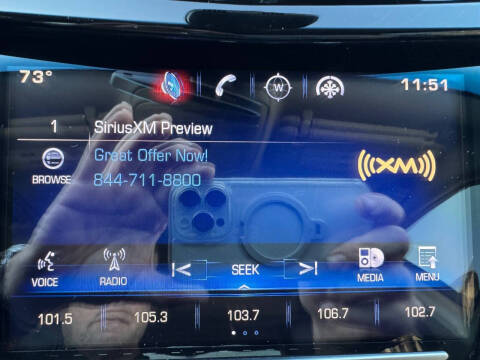 73° W 11:51
1 SiriusXM Preview
Great Offer Now!
BROWSE 844-711-8800
((XM))
VOICE RADIO SEEK MEDIA MENU
101.5 105.3 103.7 106.7 102.7